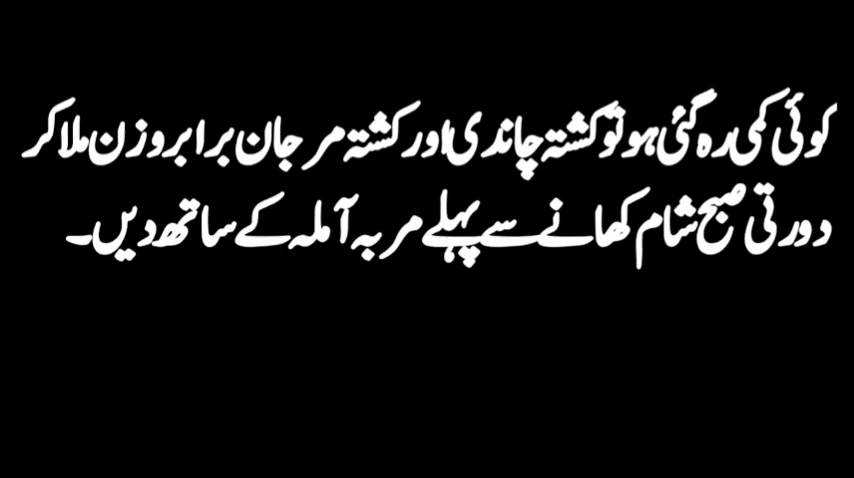 کوئی کمی رہ گئی ہو تو کشتہ چاندی اور کشتہ مرجان برابر وزن ملا کر
دو رتی صبح شام کھانے سے پہلے مربہ آملہ کے ساتھ دیں۔